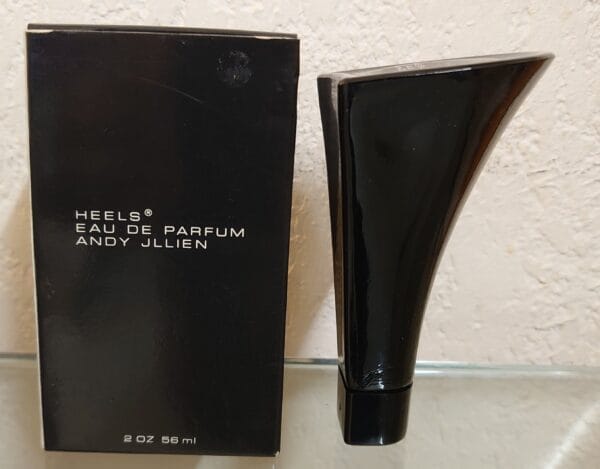 HEELS®
EAU DE PARFUM
ANDY JLLIEN
2 OZ 56 ml